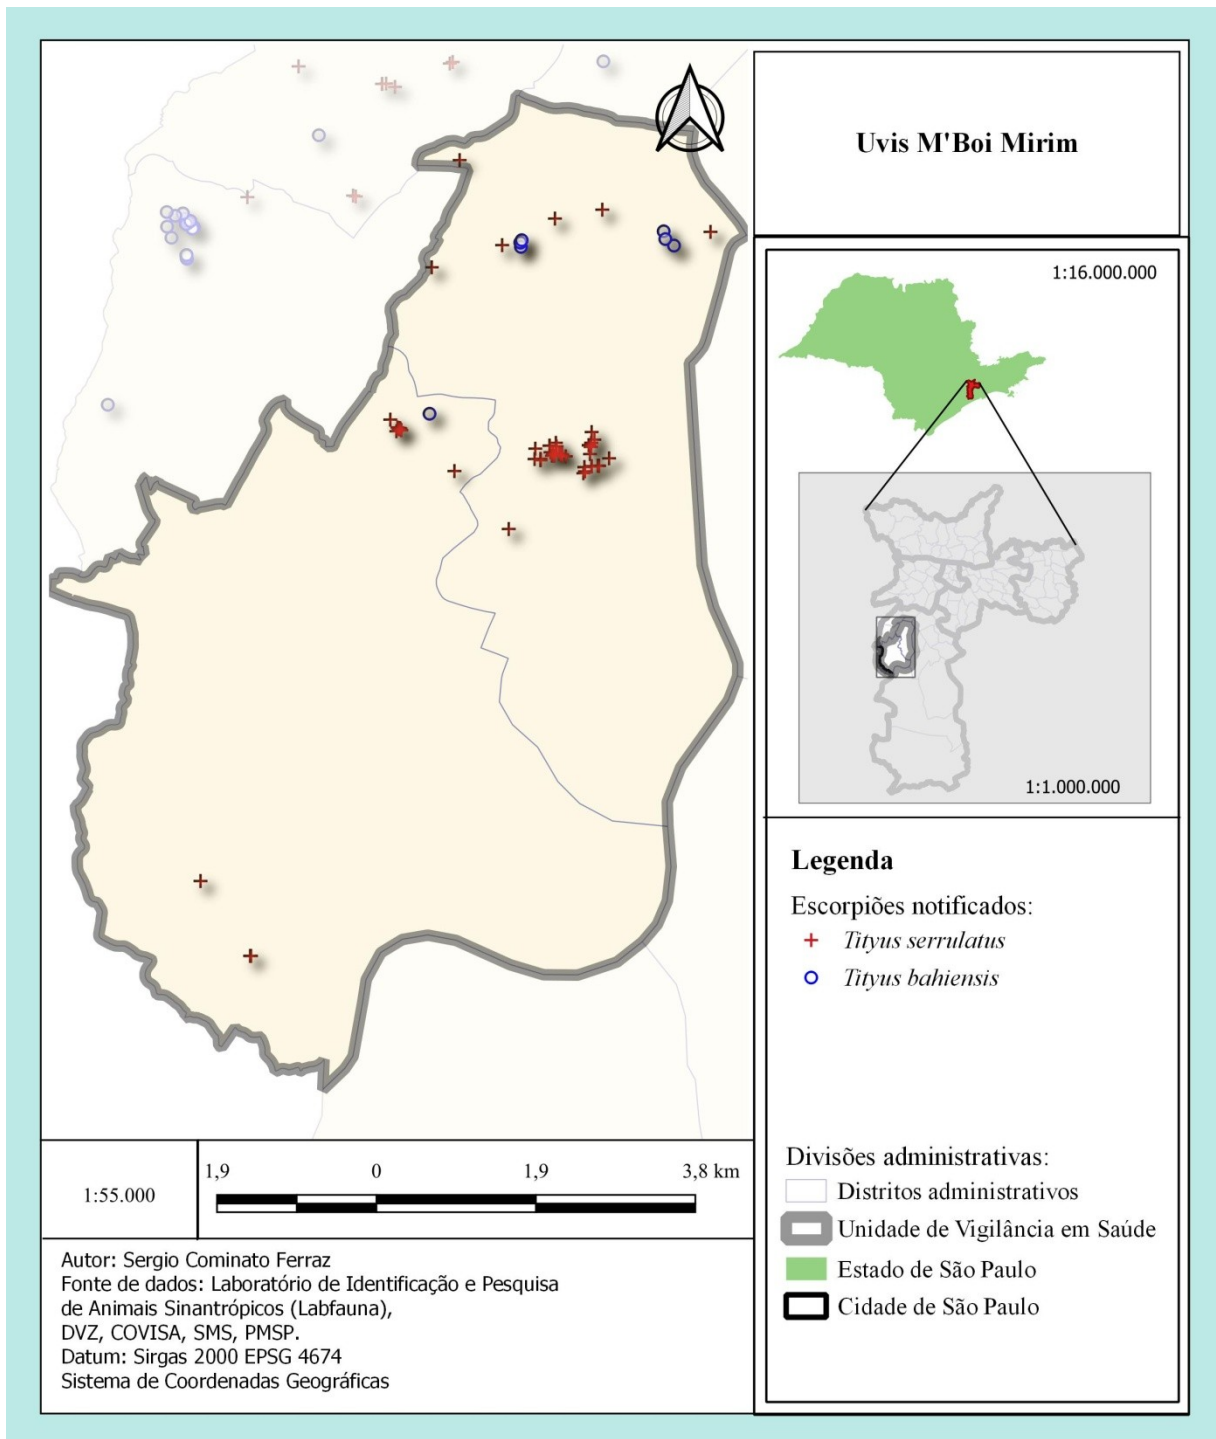 Uvis M'Boi Mirim
1:16.000.000
1:1.000.000
Legenda
Escorpiões notificados:
Tityus serrulatus
Tityus bahiensis
Divisões administrativas:
Distritos administrativos
Unidade de Vigilância em Saúde
Estado de São Paulo
Cidade de São Paulo
1:55.000
1,9 0 1,9 3,8 km
Autor: Sergio Cominato Ferraz
Fonte de dados: Laboratório de Identificação e Pesquisa
de Animais Sinantrópicos (Labfauna),
DVZ, COVISA, SMS, PMSP.
Datum: Sirgas 2000 EPSG 4674
Sistema de Coordenadas Geográficas